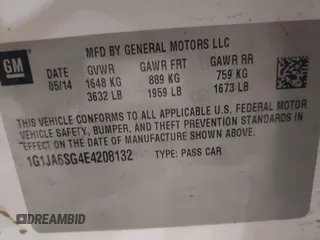 GM
MFD BY GENERAL MOTORS LLC
DATE GVWR GAWR FRT GAWR RR
05/14 1648 KG 889 KG 759 KG
3632 LB 1959 LB 1673 LB
THIS VEHICLE CONFORMS TO ALL APPLICABLE U.S. FEDERAL MOTOR
VEHICLE SAFETY, BUMPER, AND THEFT PREVENTION STANDARDS
IN EFFECT ON THE DATE OF MANUFACTURE SHOWN ABOVE.
1G1JA6SG4E4208132 TYPE: PASS CAR
DRIVEBIDRIVE